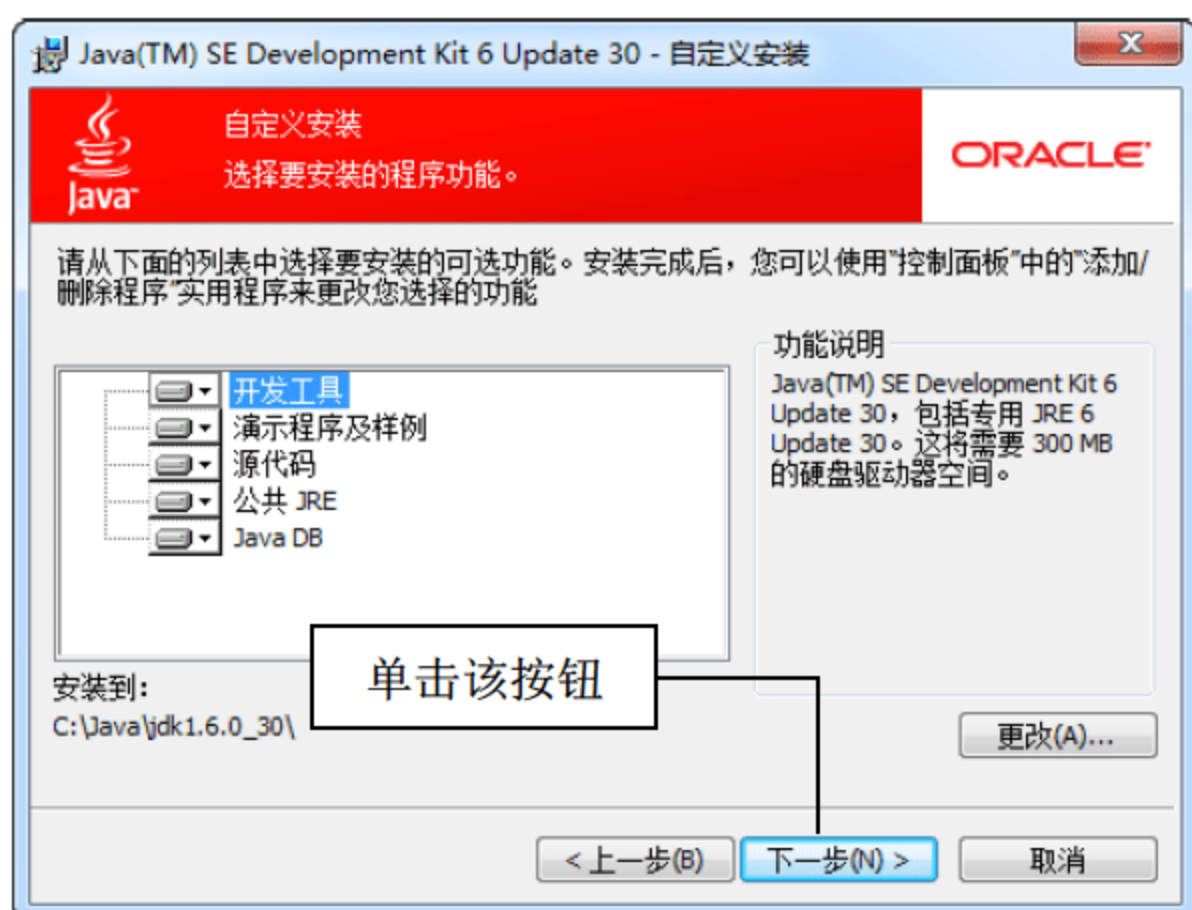 Java(TM) SE Development Kit 6 Update 30 - 自定义安装
自定义安装
选择要安装的程序功能。
Java
ORACLE
请从下面的列表中选择要安装的可选功能。安装完成后，您可以使用"控制面板"中的"添加/
删除程序"实用程序来更改您选择的功能
开发工具
演示程序及样例
源代码
公共 JRE
Java DB
功能说明
Java(TM) SE Development Kit 6
Update 30，包括专用 JRE 6
Update 30。这将需要 300 MB
的硬盘驱动器空间。
单击该按钮
安装到：
C:\Java\jdk1.6.0_30\
更改(A)...
< 上一步(B)
下一步(N) >
取消